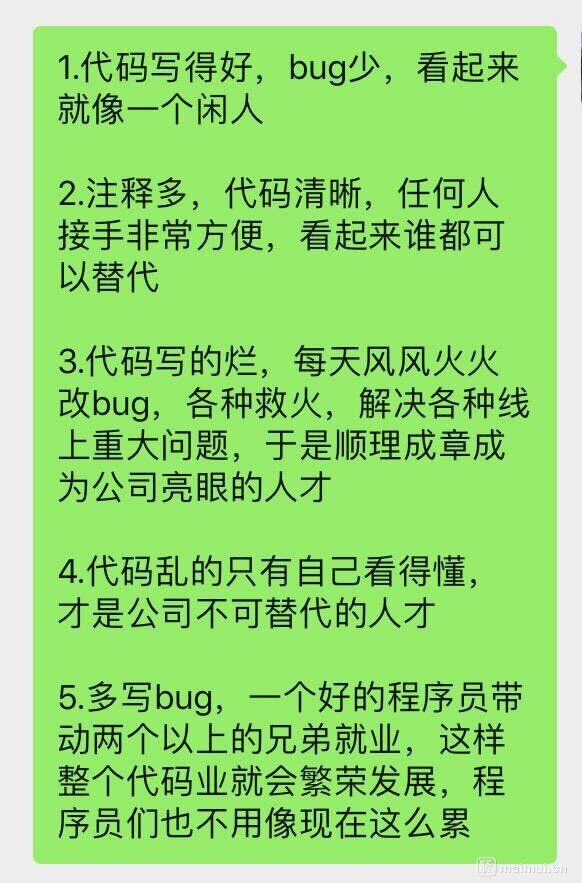 1.代码写得好，bug少，看起来
就像一个闲人
2.注释多，代码清晰，任何人
接手非常方便，看起来谁都可
以替代
3.代码写的烂，每天风风火火
改bug，各种救火，解决各种线
上重大问题，于是顺理成章成
为公司亮眼的人才
4.代码乱的只有自己看得懂，
才是公司不可替代的人才
5.多写bug，一个好的程序员带
动两个以上的兄弟就业，这样
整个代码业就会繁荣发展，程
序员们也不用像现在这么累
maimai.cn